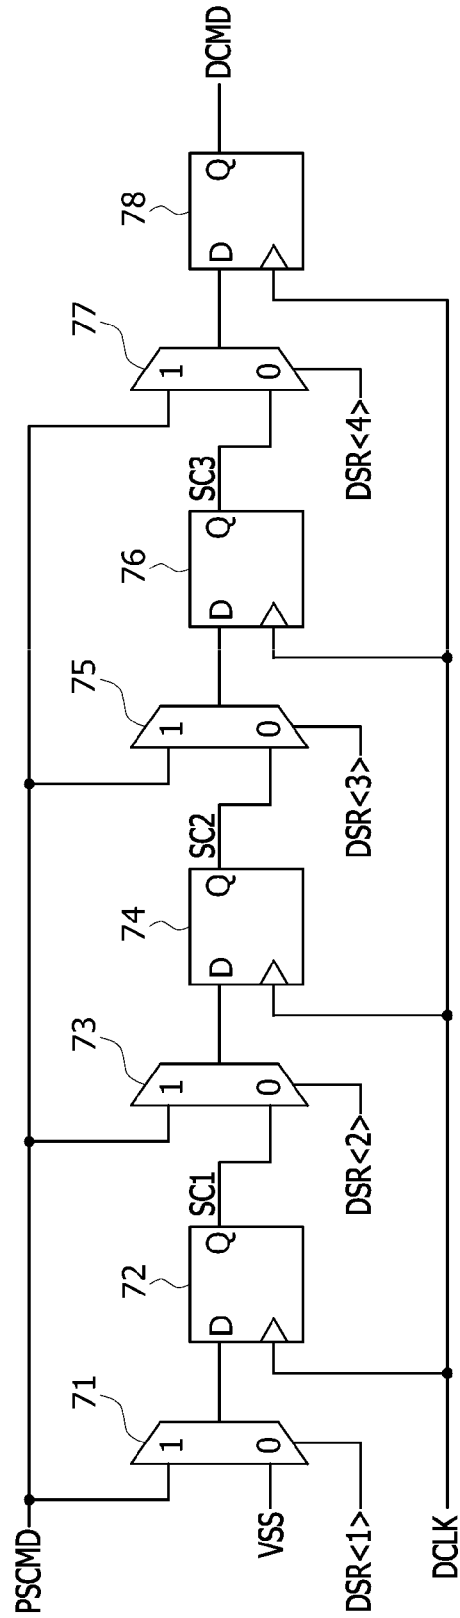 PSCMD
71
1
0
VSS
DSR<1>
DCLK
72
D
Q
SC1
73
1
0
DSR<2>
74
D
Q
SC2
75
1
0
DSR<3>
76
D
Q
SC3
77
1
0
DSR<4>
78
D
Q
DCMD